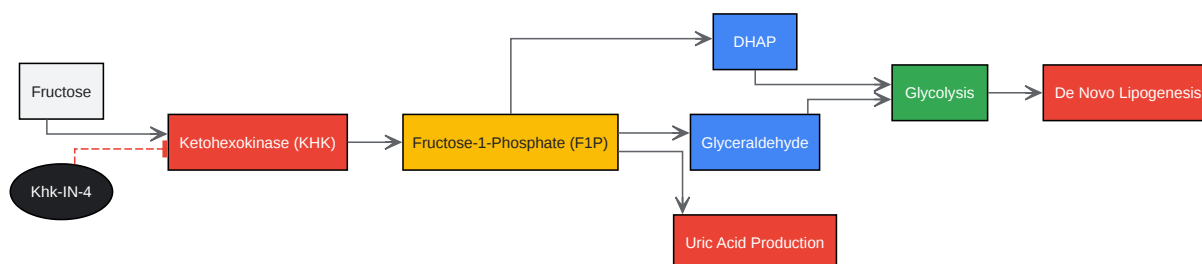 DHAP
Fructose
Glycolysis
De Novo Lipogenesis
Ketohexokinase (KHK)
Fructose-1-Phosphate (F1P)
Glyceraldehyde
Khk-IN-4
Uric Acid Production